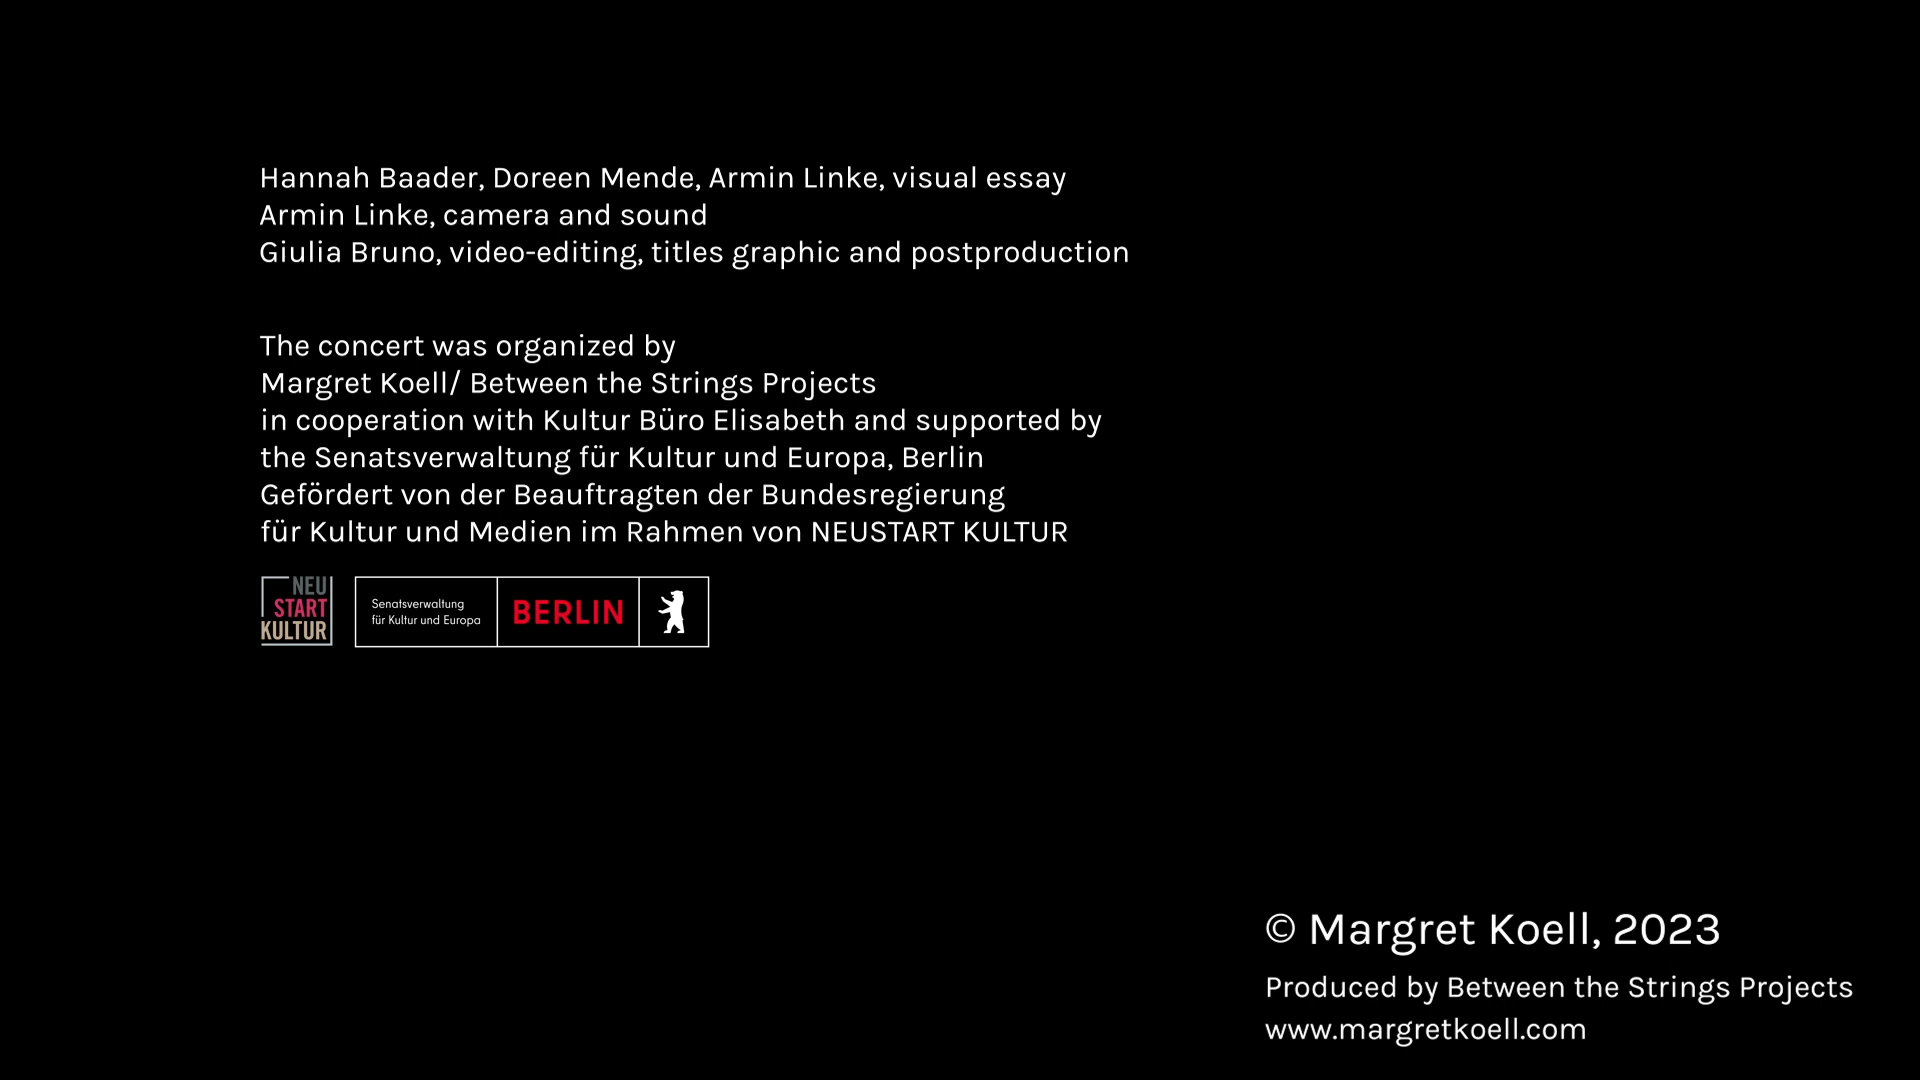 Hannah Baader, Doreen Mende, Armin Linke, visual essay
Armin Linke, camera and sound
Giulia Bruno, video-editing, titles graphic and postproduction
The concert was organized by
Margret Koell/ Between the Strings Projects
in cooperation with Kultur Büro Elisabeth and supported by
the Senatsverwaltung für Kultur und Europa, Berlin
Gefördert von der Beauftragten der Bundesregierung
für Kultur und Medien im Rahmen von NEUSTART KULTUR
NEU
START
KULTUR
Senatsverwaltung
für Kultur und Europa
BERLIN
© Margret Koell, 2023
Produced by Between the Strings Projects
www.margretkoell.com